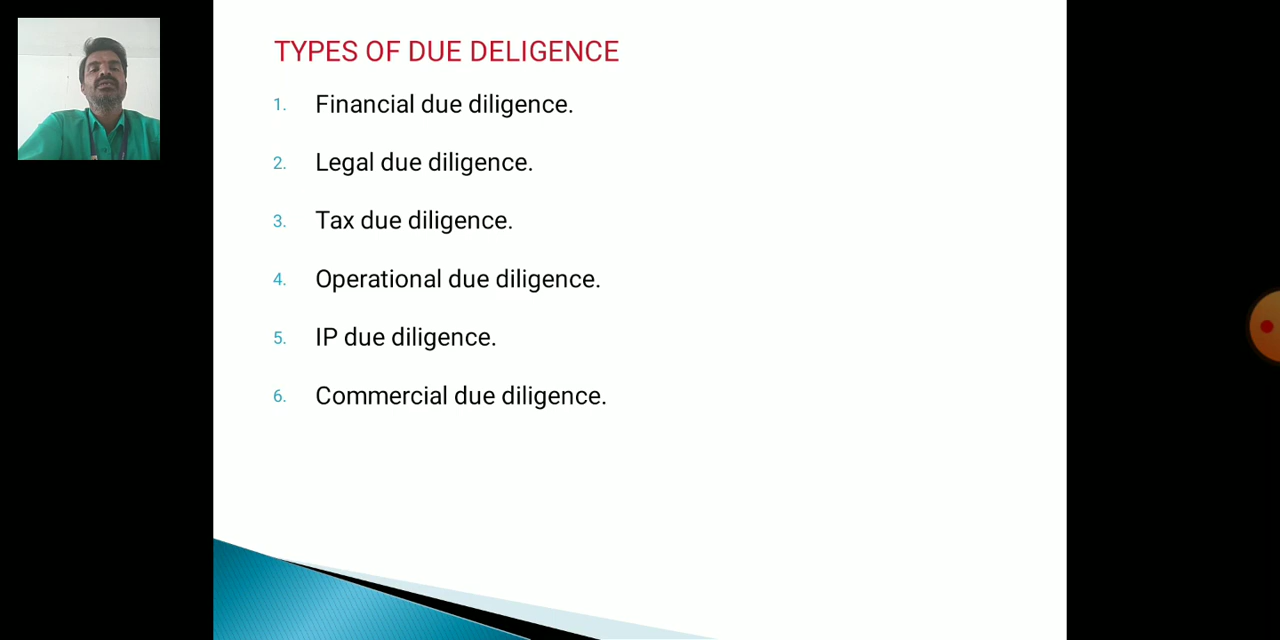 TYPES OF DUE DELIGENCE
1. Financial due diligence.
2. Legal due diligence.
3. Tax due diligence.
4. Operational due diligence.
5. IP due diligence.
6. Commercial due diligence.